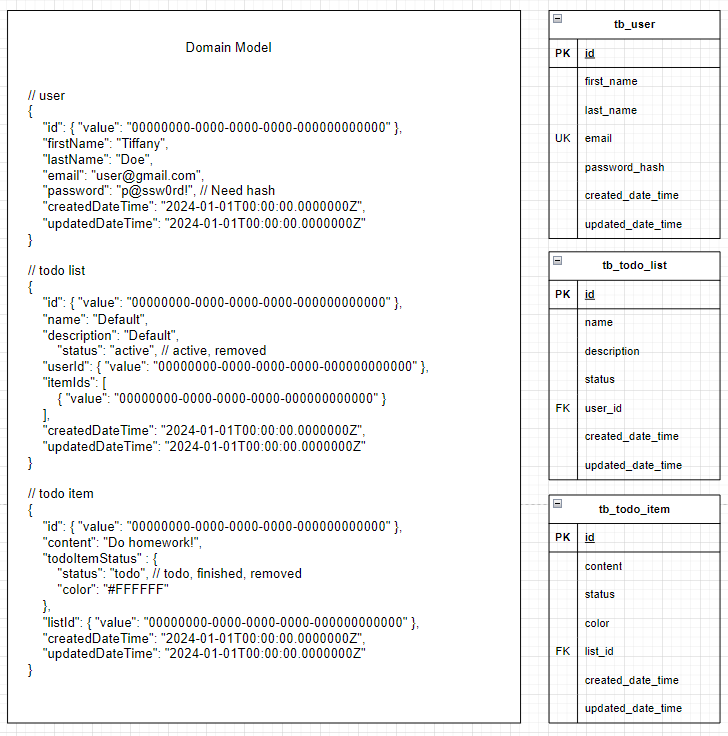 Domain Model
// user
{
"id": { "value": "00000000-0000-0000-0000-000000000000" },
"firstName": "Tiffany",
"lastName": "Doe",
"email": "user@gmail.com",
"password": "p@ssw0rd!", // Need hash
"createdDateTime": "2024-01-01T00:00:00.0000000Z",
"updatedDateTime": "2024-01-01T00:00:00.0000000Z"
}
// todo list
{
"id": { "value": "00000000-0000-0000-0000-000000000000" },
"name": "Default",
"description": "Default",
"status": "active", // active, removed
"userId": { "value": "00000000-0000-0000-0000-000000000000" },
"itemIds": [
{ "value": "00000000-0000-0000-0000-000000000000" }
],
"createdDateTime": "2024-01-01T00:00:00.0000000Z",
"updatedDateTime": "2024-01-01T00:00:00.0000000Z"
}
// todo item
{
"id": { "value": "00000000-0000-0000-0000-000000000000" },
"content": "Do homework!",
"todoItemStatus" : {
"status": "todo", // todo, finished, removed
"color": "#FFFFFF"
},
"listId": { "value": "00000000-0000-0000-0000-000000000000" },
"createdDateTime": "2024-01-01T00:00:00.0000000Z",
"updatedDateTime": "2024-01-01T00:00:00.0000000Z"
}
tb_user
PK id
first_name
last_name
UK email
password_hash
created_date_time
updated_date_time
tb_todo_list
PK id
name
description
status
FK user_id
created_date_time
updated_date_time
tb_todo_item
PK id
content
status
color
FK list_id
created_date_time
updated_date_time